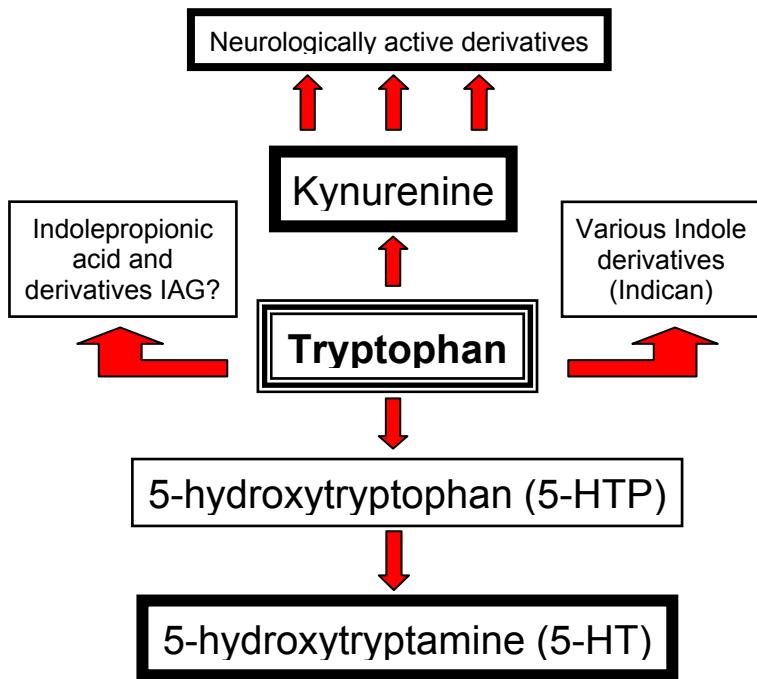 Neurologically active derivatives
Kynurenine
Indolepropionic
acid and
derivatives IAG?
Various Indole
derivatives
(Indican)
Tryptophan
5-hydroxytryptophan (5-HTP)
5-hydroxytryptamine (5-HT)